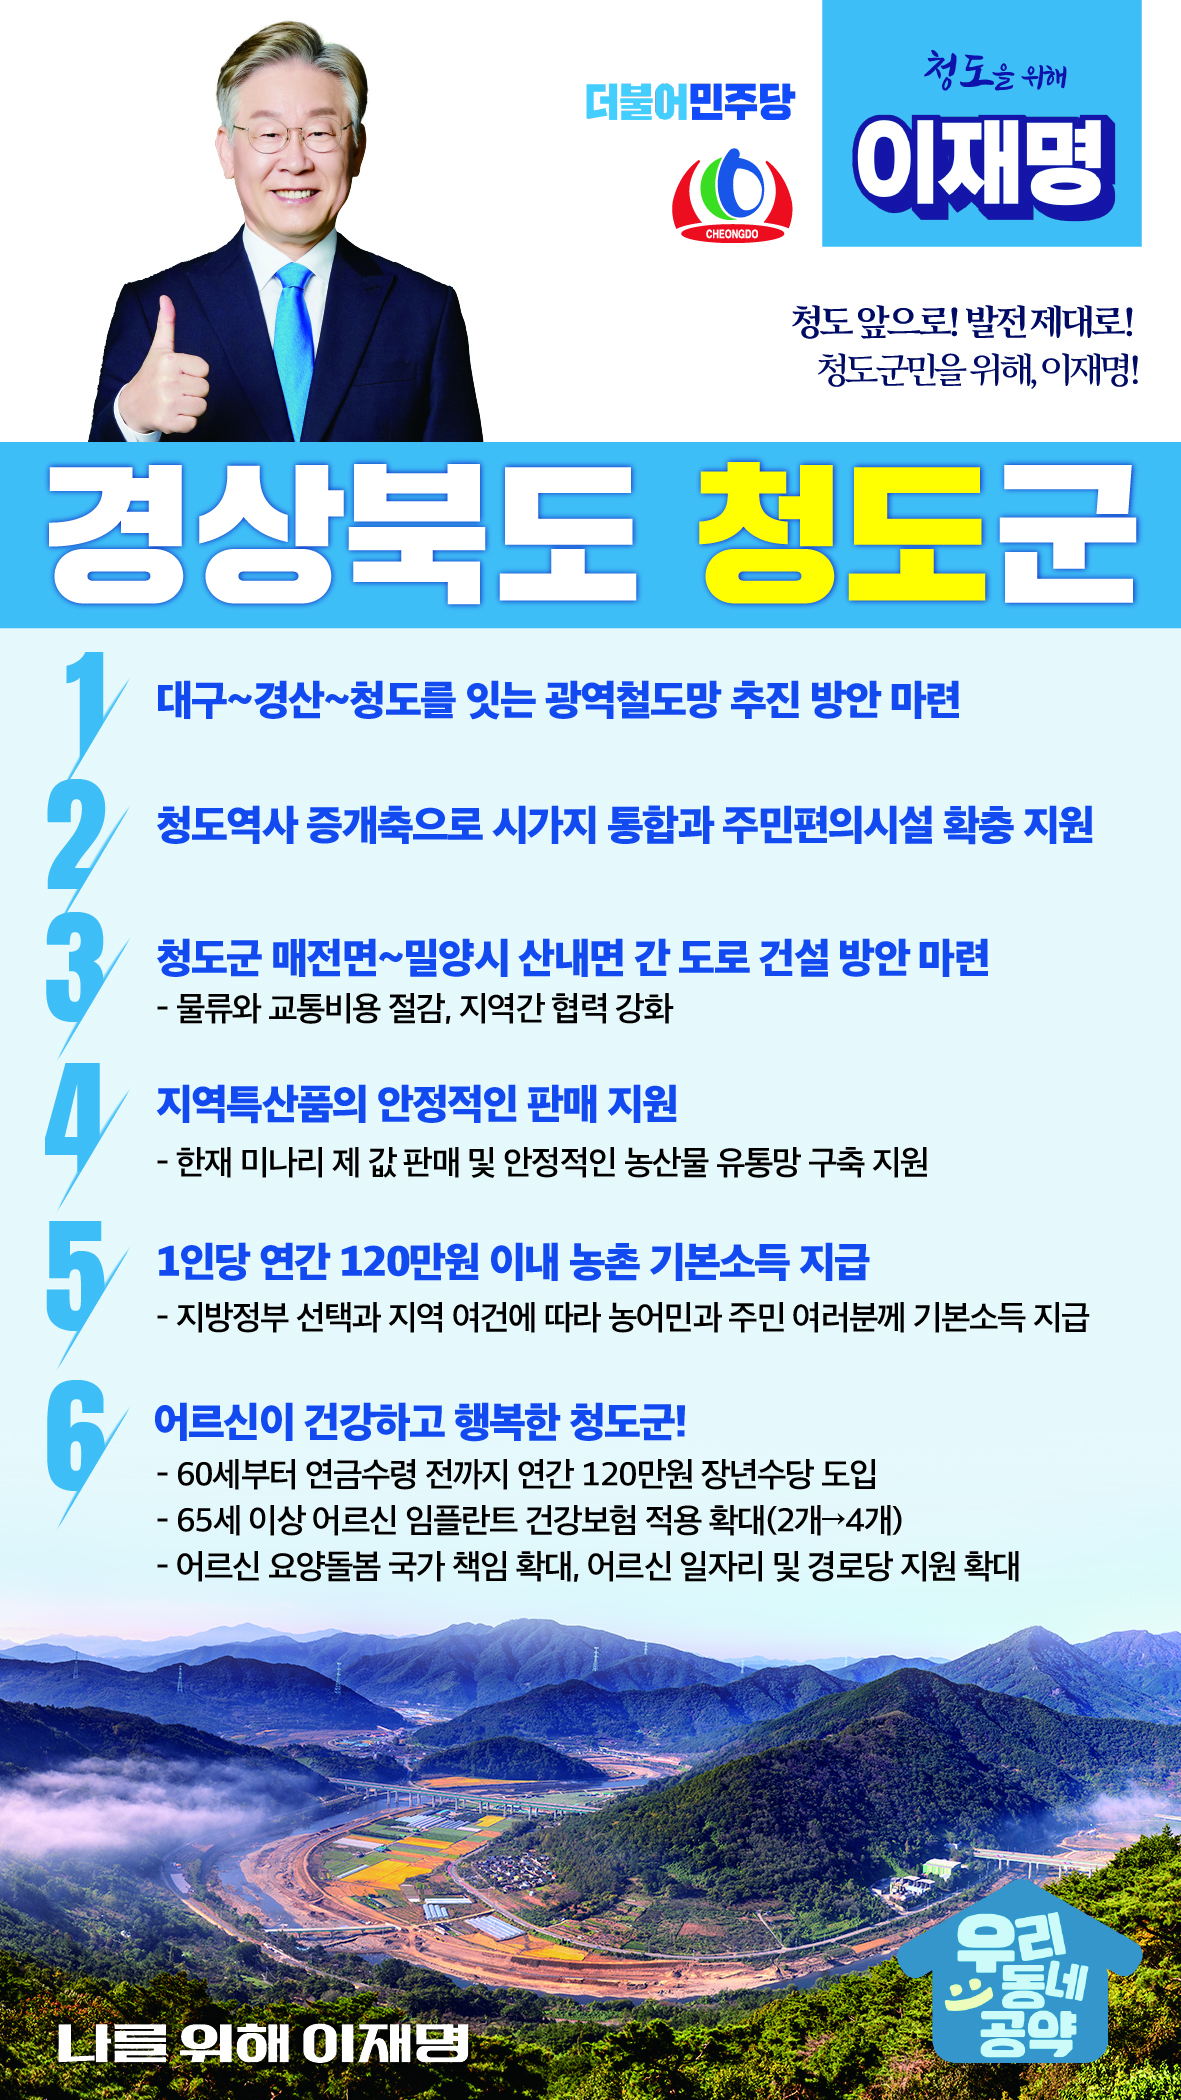 더불어민주당
CHEONGDO
청도을 위해
이재명
청도 앞으로! 발전 제대로!
청도군민을 위해, 이재명!
경상북도 청도군
1
대구~경산~청도를 잇는 광역철도망 추진 방안 마련
2
청도역사 증개축으로 시가지 통합과 주민편의시설 확충 지원
3
청도군 매전면~밀양시 산내면 간 도로 건설 방안 마련
- 물류와 교통비용 절감, 지역간 협력 강화
4
지역특산품의 안정적인 판매 지원
- 한재 미나리 제 값 판매 및 안정적인 농산물 유통망 구축 지원
5
1인당 연간 120만원 이내 농촌 기본소득 지급
- 지방정부 선택과 지역 여건에 따라 농어민과 주민 여러분께 기본소득 지급
6
어르신이 건강하고 행복한 청도군!
- 60세부터 연금수령 전까지 연간 120만원 장년수당 도입
- 65세 이상 어르신 임플란트 건강보험 적용 확대(2개→4개)
- 어르신 요양돌봄 국가 책임 확대, 어르신 일자리 및 경로당 지원 확대
나를 위해 이재명
우리
동네
공약